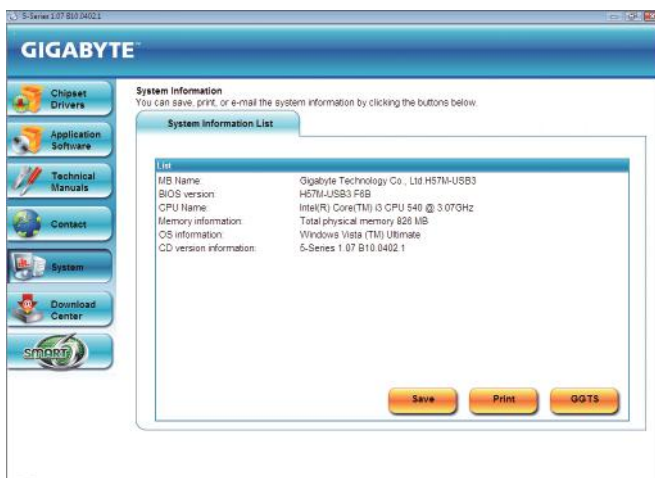 5-Series 1.07 B10.0402.1
GIGABYTE™
Chipset
Drivers
Application
Software
Technical
Manuals
Contact
System
Download
Center
SMART 6
System Information
You can save, print, or e-mail the system information by clicking the buttons below.
System Information List
List
MB Name: Gigabyte Technology Co., Ltd.H57M-USB3
BIOS version: H57M-USB3 F6B
CPU Name: Intel(R) Core(TM) i3 CPU 540 @ 3.07GHz
Memory information: Total physical memory 826 MB
OS information: Windows Vista (TM) Ultimate
CD version information: 5-Series 1.07 B10.0402.1
Save Print GGTS